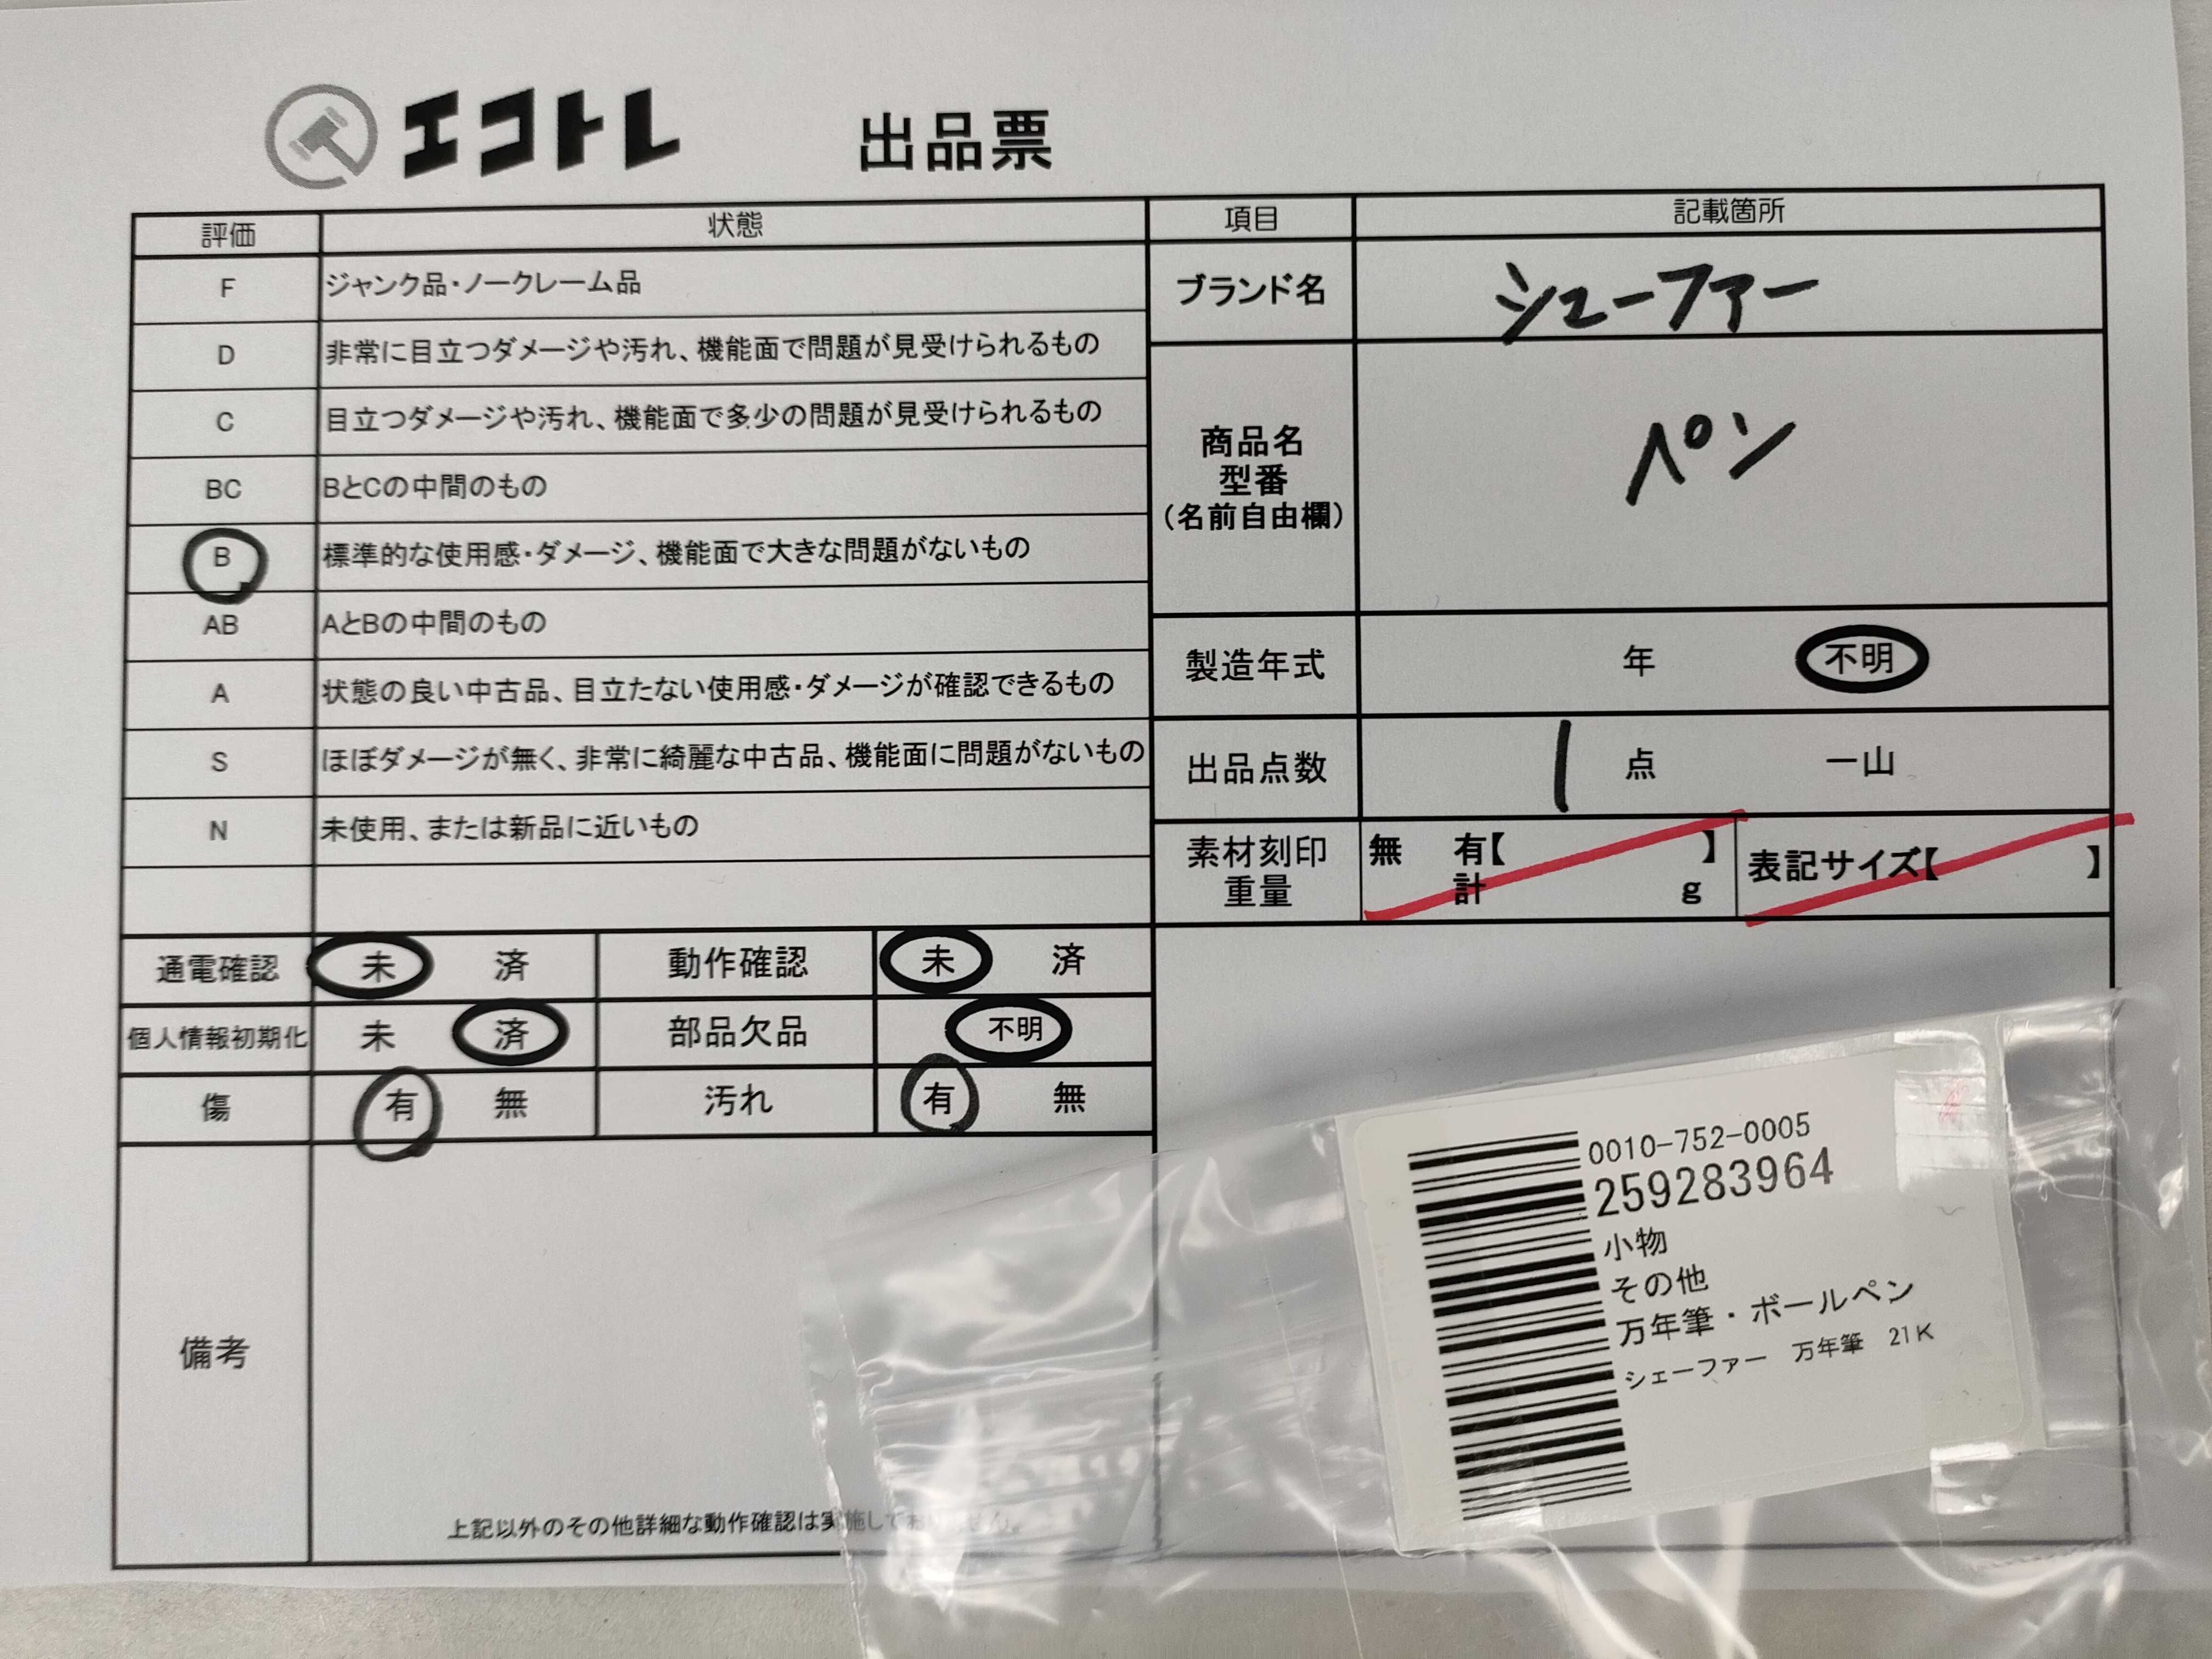 エコトレ 出品票
評価 状態
F ジャンク品・ノークレーム品
D 非常に目立つダメージや汚れ、機能面で問題が見受けられるもの
C 目立つダメージや汚れ、機能面で多少の問題が見受けられるもの
BC BとCの中間のもの
B 標準的な使用感・ダメージ、機能面で大きな問題がないもの
AB AとBの中間のもの
A 状態の良い中古品、目立たない使用感・ダメージが確認できるもの
S ほぼダメージが無く、非常に綺麗な中古品、機能面に問題がないもの
N 未使用、または新品に近いもの
通電確認 未 済 動作確認 未 済
個人情報初期化 未 済 部品欠品 不明
傷 有 無 汚れ 有 無
備考
上記以外のその他詳細な動作確認は実施しておりません。
項目 記載箇所
ブランド名 シェーファー
商品名
型番
(名前自由欄)
ペン
製造年式 年 不明
出品点数 1 点 一山
素材刻印 無 有【 】 表記サイズ【 】
重量 計 g
0010-752-0005
259283964
小物
その他
万年筆・ボールペン
シェーファー 万年筆 21K